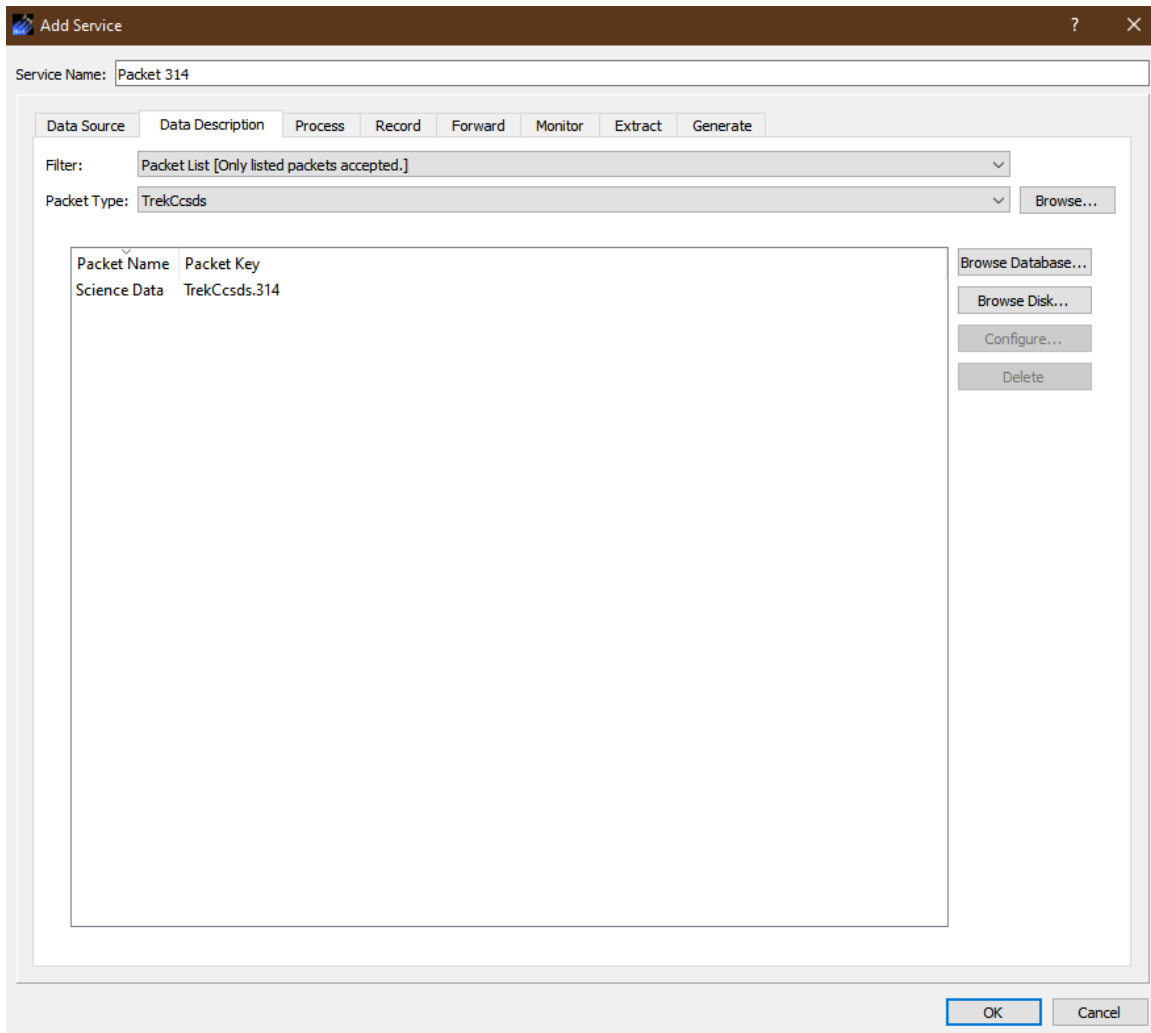 Add Service
Service Name: Packet 314
Data Source Data Description Process Record Forward Monitor Extract Generate
Filter: Packet List [Only listed packets accepted.]
Packet Type: TrekCcsds Browse...
Packet Name Packet Key Browse Database...
Science Data TrekCcsds.314
Browse Disk...
Configure...
Delete
OK Cancel